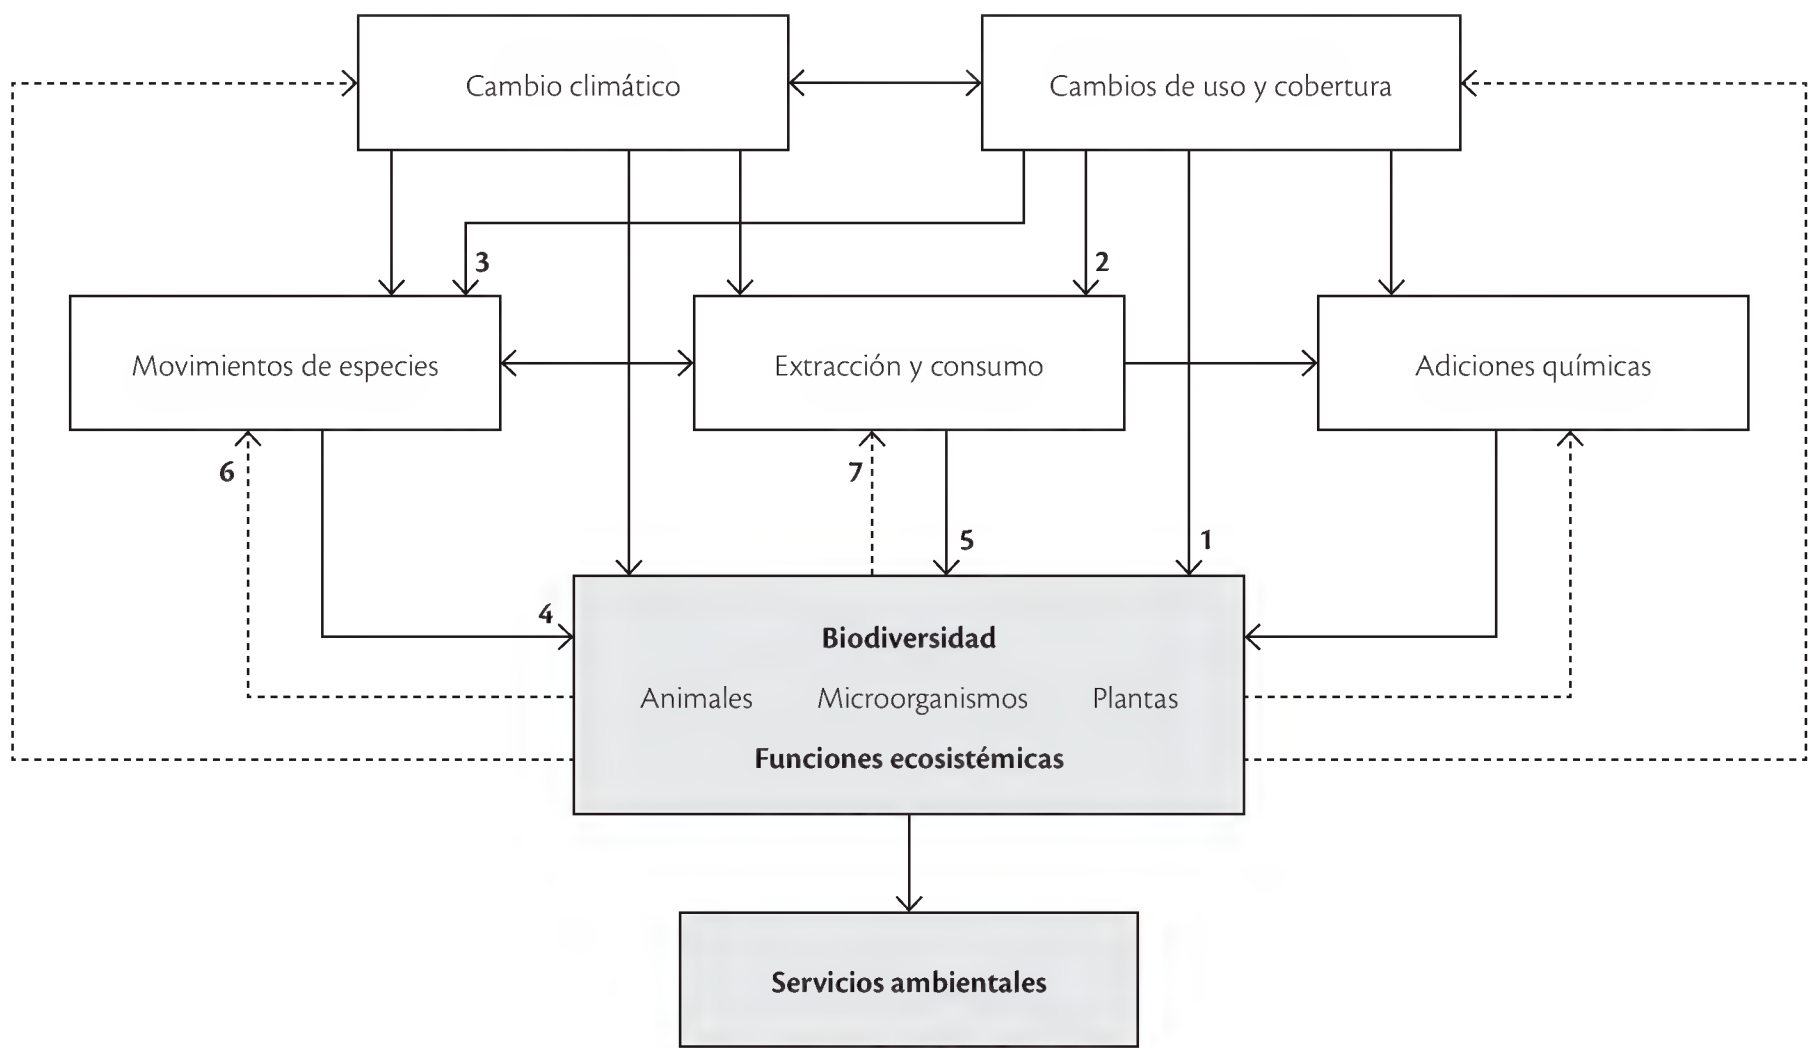 Cambio climático
Cambios de uso y cobertura
3
2
Movimientos de especies
Extracción y consumo
Adiciones químicas
6
7
5
1
4
Biodiversidad
Animales Microorganismos Plantas
Funciones ecosistémicas
Servicios ambientales